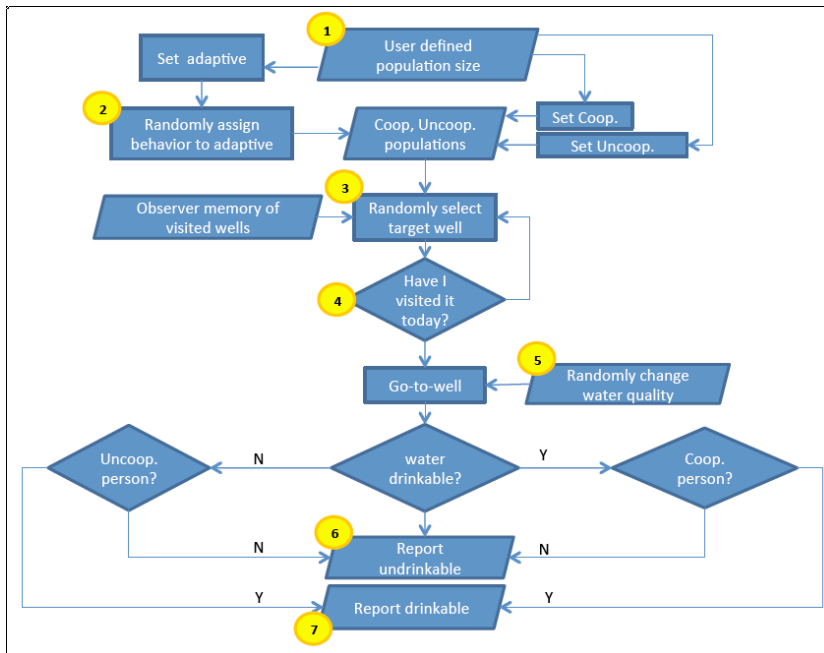 1
User defined
population size
Set  adaptive
2
Randomly assign
behavior to adaptive
Coop, Uncoop.
populations
Set Coop.
Set Uncoop.
3
Observer memory of
visited wells
Randomly select
target well
4
Have I
visited it
today?
5
Go-to-well
Randomly change
water quality
Uncoop.
person?
N
water
drinkable?
Y
Coop.
person?
6
N
Report
undrinkable
N
Y
Report drinkable
Y
7